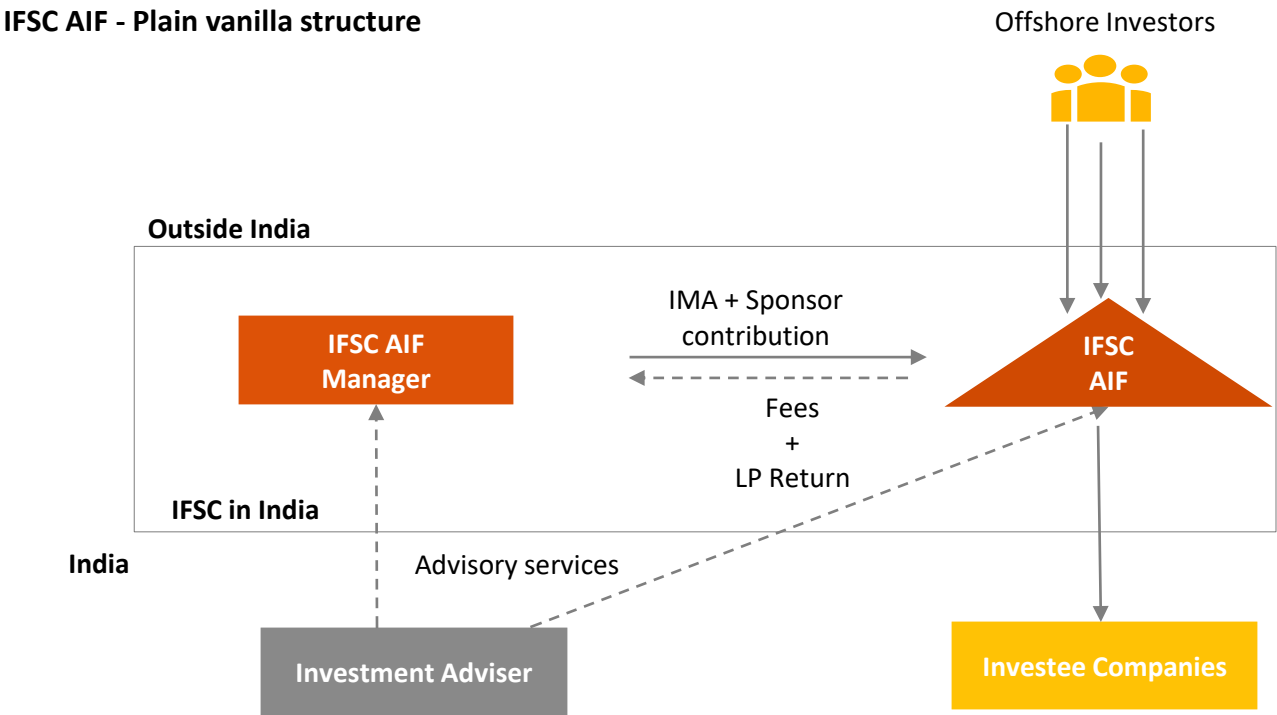 IFSC AIF - Plain vanilla structure
Offshore Investors
Outside India
IMA + Sponsor
contribution
IFSC AIF
Manager
IFSC
AIF
Fees
+
LP Return
IFSC in India
India
Advisory services
Investment Adviser
Investee Companies